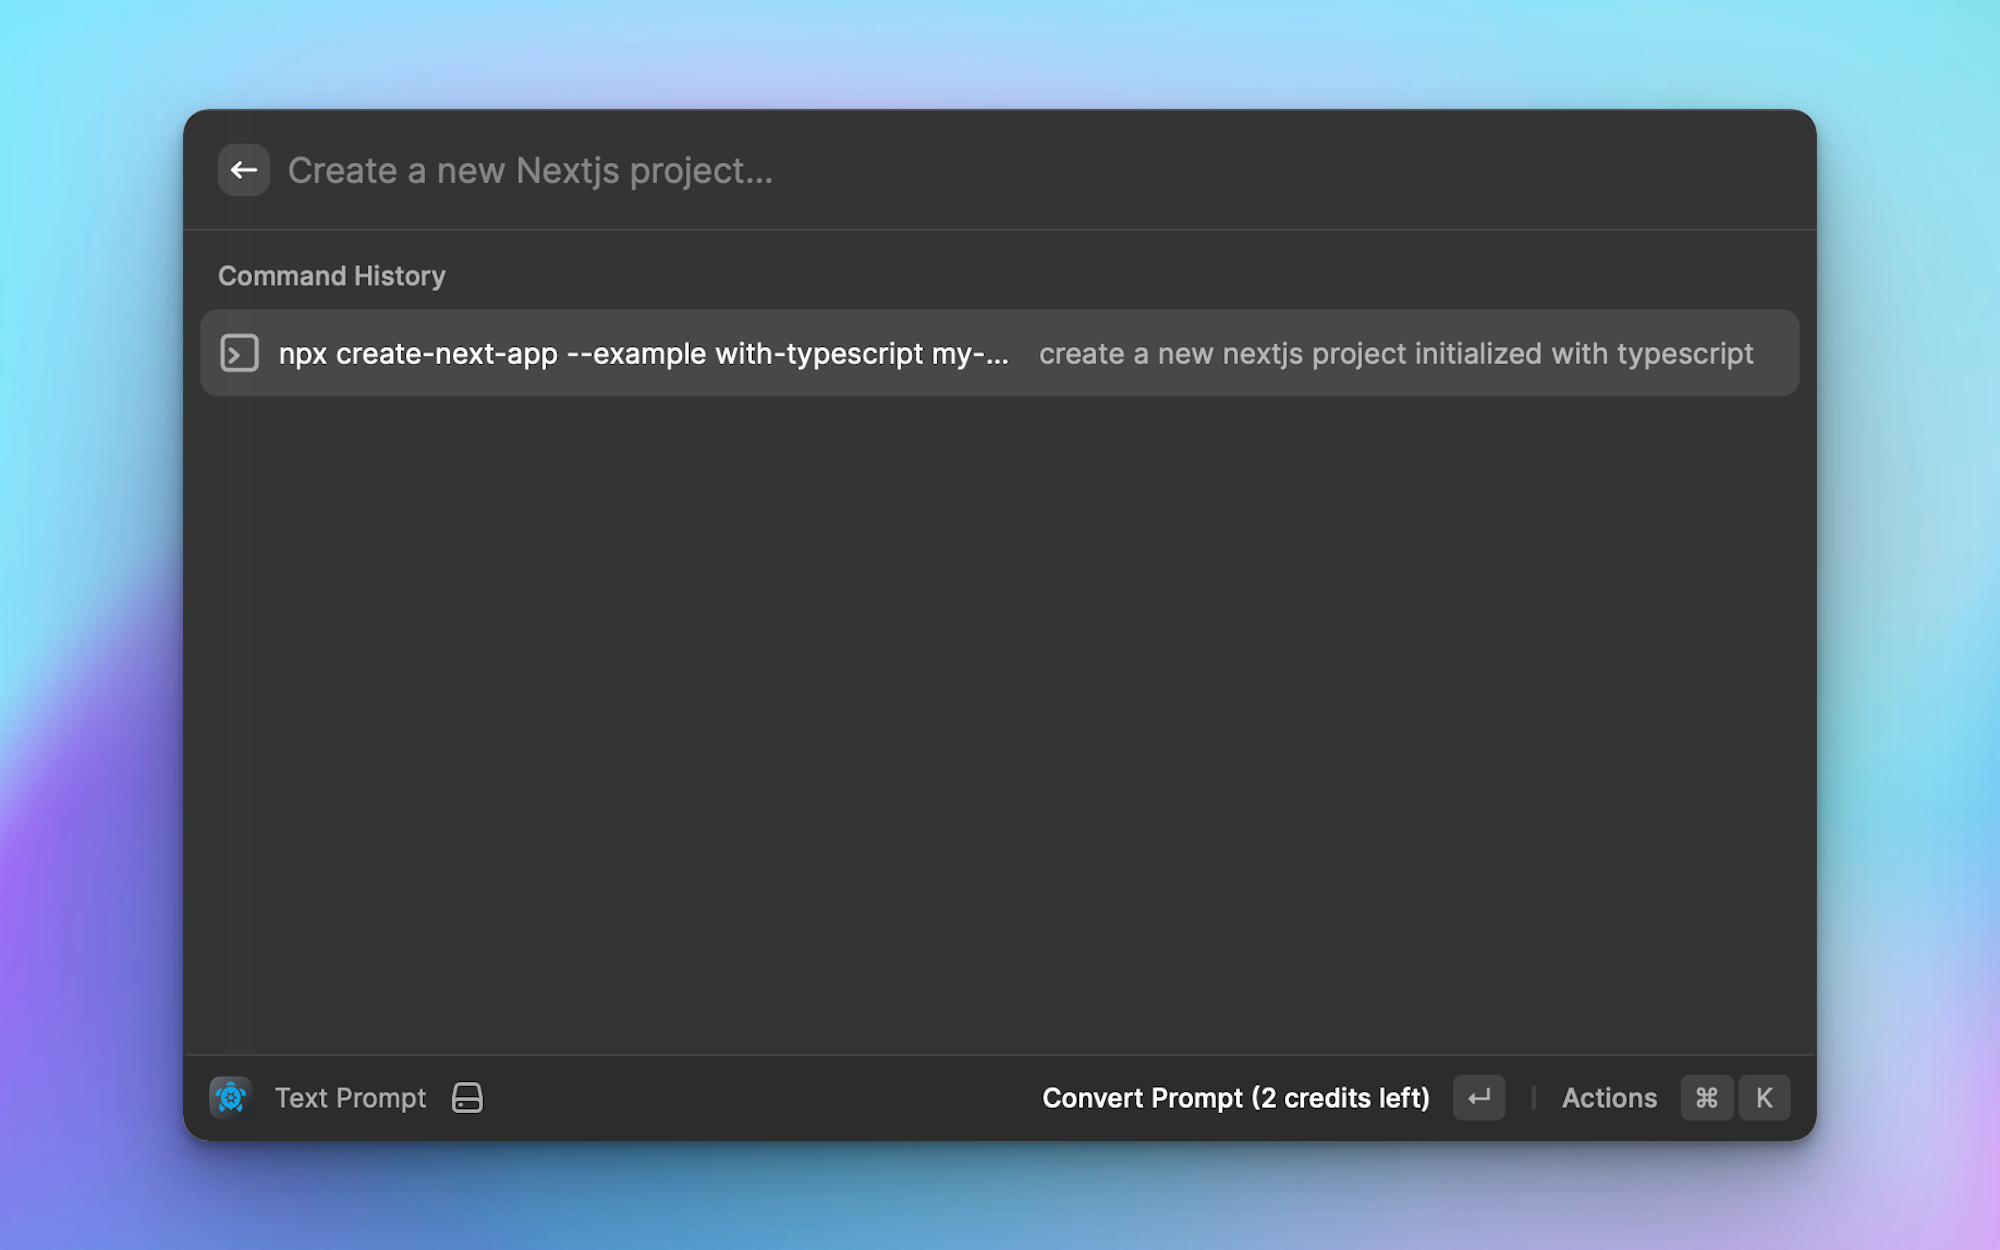 Create a new Nextjs project...
Command History
npx create-next-app --example with-typescript my-... create a new nextjs project initialized with typescript
Text Prompt Convert Prompt (2 credits left) ↵ Actions ⌘ K